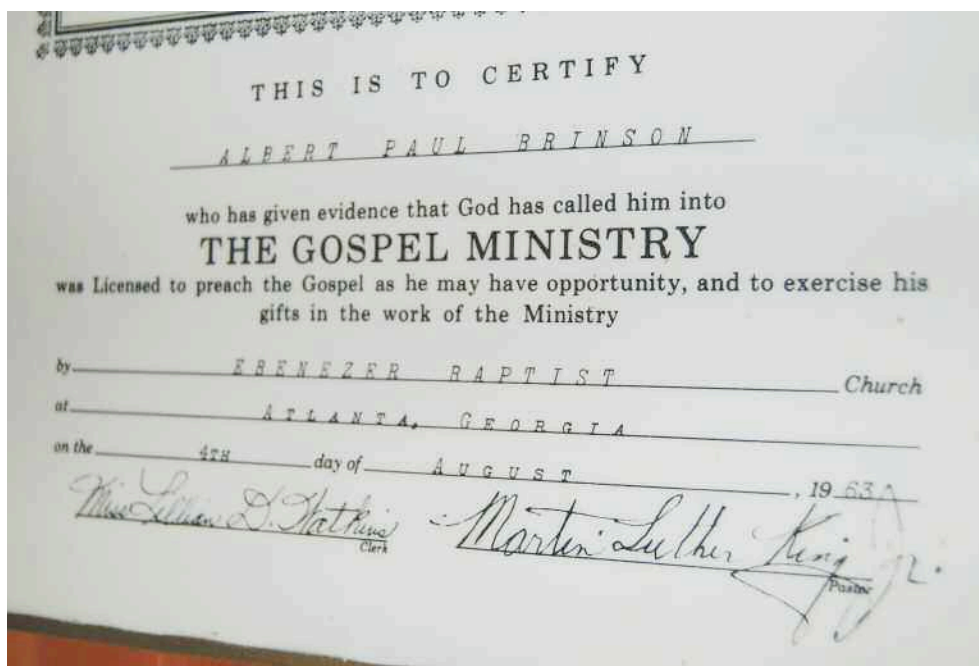 THIS IS TO CERTIFY
ALBERT PAUL BRINSON
who has given evidence that God has called him into
THE GOSPEL MINISTRY
was Licensed to preach the Gospel as he may have opportunity, and to exercise his
gifts in the work of the Ministry
by EBENEZER BAPTIST Church
at ATLANTA, GEORGIA
on the 4TH day of AUGUST, 1963
Miss Lillian D. Watkins Martin Luther King Jr.
Clerk Pastor